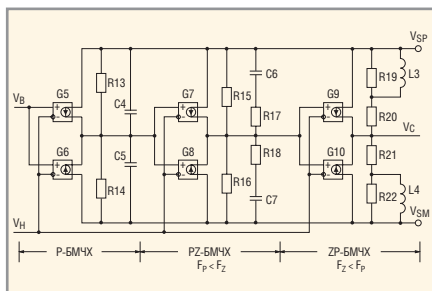 V_SP
G5 R13 C4 G7 R15 C6 R17 G9 R19 L3
V_B R20 V_C
G6 C5 R14 G8 R18 R16 C7 G10 R21 R22 L4
V_H V_SM
P-БМЧХ PZ-БМЧХ ZP-БМЧХ
F_P < F_Z F_Z < F_P